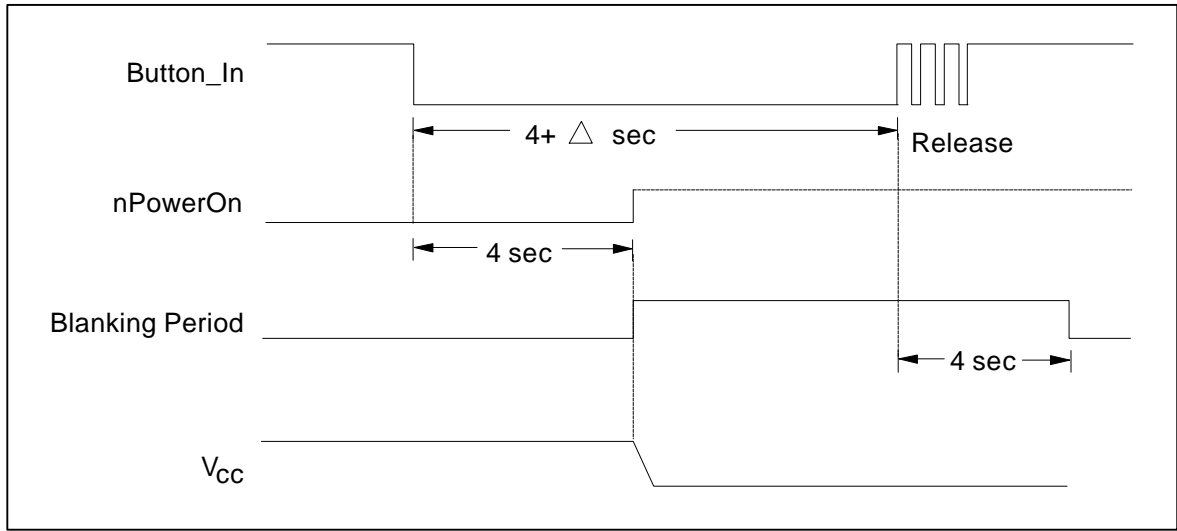 Button_In
4+ △ sec
Release
nPowerOn
4 sec
Blanking Period
4 sec
VCC